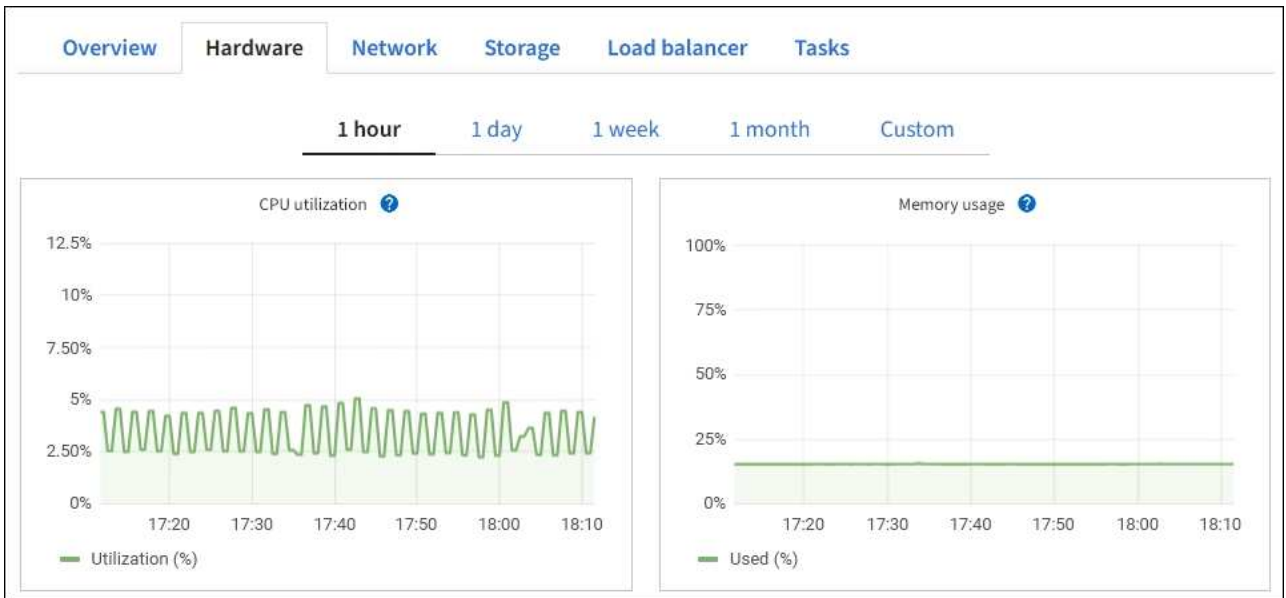 Overview Hardware Network Storage Load balancer Tasks
1 hour 1 day 1 week 1 month Custom
CPU utilization ?
12.5%
10%
7.50%
5%
2.50%
0%
17:20 17:30 17:40 17:50 18:00 18:10
Utilization (%)
Memory usage ?
100%
75%
50%
25%
0%
17:20 17:30 17:40 17:50 18:00 18:10
Used (%)